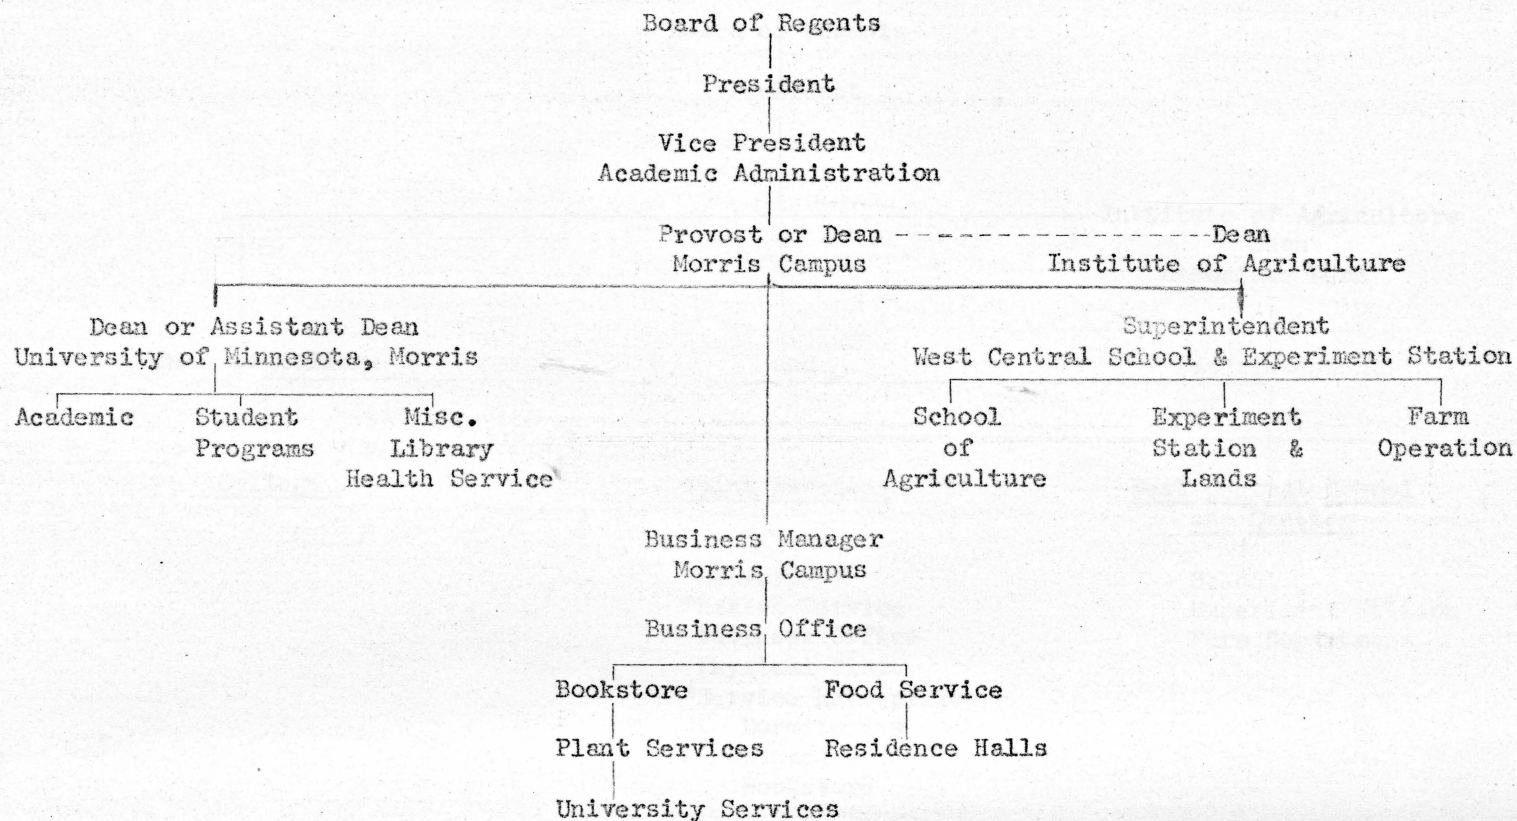 Board of Regents
President
Vice President
Academic Administration
Provost or Dean - - - - - - - - - - - - - - - - - - Dean
Morris Campus Institute of Agriculture
Dean or Assistant Dean
University of Minnesota, Morris
Superintendent
West Central School & Experiment Station
Academic Student Misc.
Programs Library
Health Service
School Experiment Farm
of Station & Operation
Agriculture Lands
Business Manager
Morris Campus
Business Office
Bookstore Food Service
Plant Services Residence Halls
University Services
Institute of Agriculture